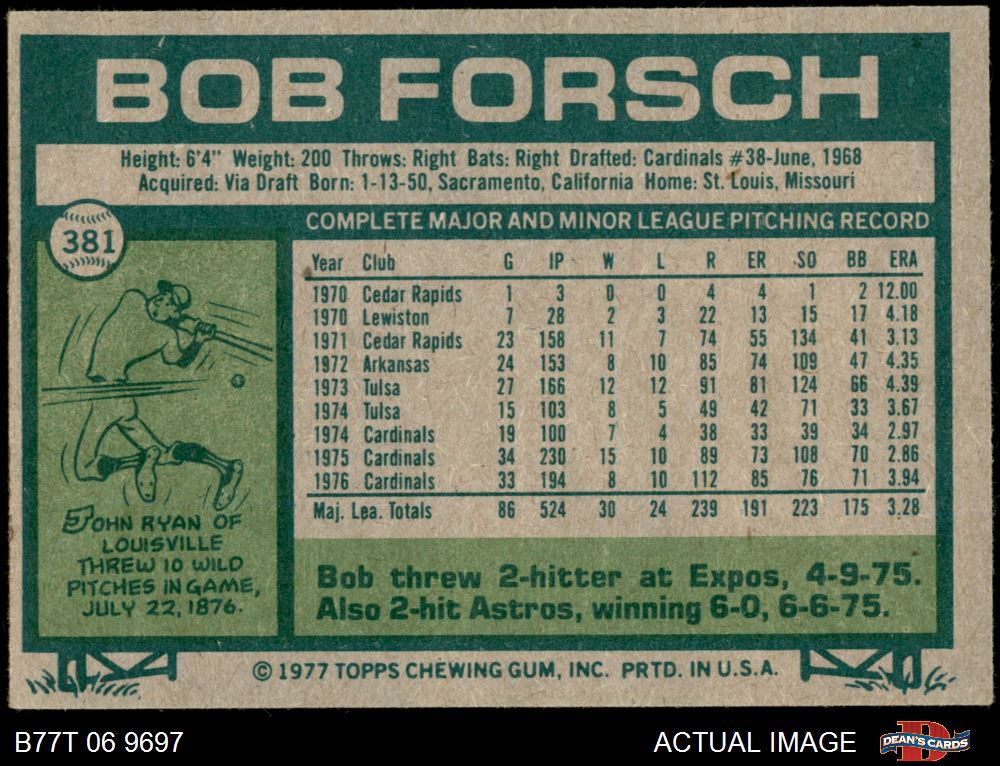 BOB FORSCH
Height: 6'4" Weight: 200 Throws: Right Bats: Right Drafted: Cardinals #38-June, 1968
Acquired: Via Draft Born: 1-13-50, Sacramento, California Home: St. Louis, Missouri
381
COMPLETE MAJOR AND MINOR LEAGUE PITCHING RECORD
Year Club G IP W L R ER SO BB ERA
1970 Cedar Rapids 1 3 0 0 4 4 1 2 12.00
1970 Lewiston 7 28 2 3 22 13 15 17 4.18
1971 Cedar Rapids 23 158 11 7 74 55 134 41 3.13
1972 Arkansas 24 153 8 10 85 74 109 47 4.35
1973 Tulsa 27 166 12 12 91 81 124 66 4.39
1974 Tulsa 15 103 8 5 49 42 71 33 3.67
1974 Cardinals 19 100 7 4 38 33 39 34 2.97
1975 Cardinals 34 230 15 10 89 73 108 70 2.86
1976 Cardinals 33 194 8 10 112 85 76 71 3.94
Maj. Lea. Totals 86 524 30 24 239 191 223 175 3.28
JOHN RYAN OF
LOUISVILLE
THREW 10 WILD
PITCHES IN GAME,
JULY 22, 1876.
Bob threw 2-hitter at Expos, 4-9-75.
Also 2-hit Astros, winning 6-0, 6-6-75.
© 1977 TOPPS CHEWING GUM, INC. PRTD. IN U.S.A.
B77T 06 9697
ACTUAL IMAGE
D
DEAN'S CARDS